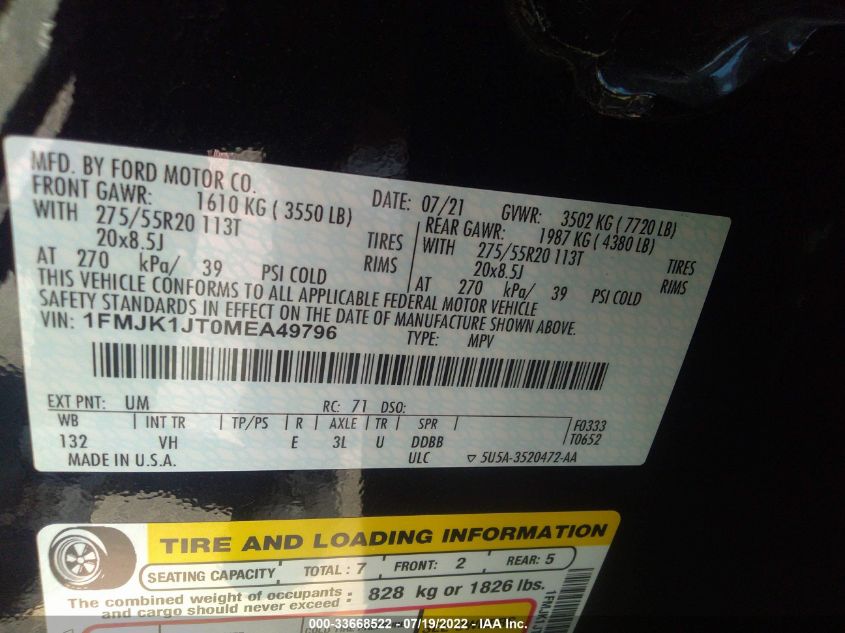 MFD. BY FORD MOTOR CO.
DATE: 07/21 GVWR: 3502 KG ( 7720 LB)
FRONT GAWR: 1610 KG ( 3550 LB)
WITH 275/55R20 113T TIRES
20x8.5J RIMS
AT 270 kPa/ 39 PSI COLD
REAR GAWR: 1987 KG ( 4380 LB)
WITH 275/55R20 113T TIRES
20x8.5J RIMS
AT 270 kPa/ 39 PSI COLD
THIS VEHICLE CONFORMS TO ALL APPLICABLE FEDERAL MOTOR VEHICLE
SAFETY STANDARDS IN EFFECT ON THE DATE OF MANUFACTURE SHOWN ABOVE.
VIN: 1FMJK1JT0MEA49796
TYPE: MPV
EXT PNT: UM RC: 71 DSO:
WB INT TR TP/PS R AXLE TR SPR F0333
132 VH E 3L U DDBB T0652
MADE IN U.S.A. ULC ▽ 5U5A-3520472-AA
TIRE AND LOADING INFORMATION
SEATING CAPACITY TOTAL : 7 FRONT: 2 REAR: 5
The combined weight of occupants
and cargo should never exceed : 828 kg or 1826 lbs.
000-33668522 - 07/19/2022 - IAA Inc.